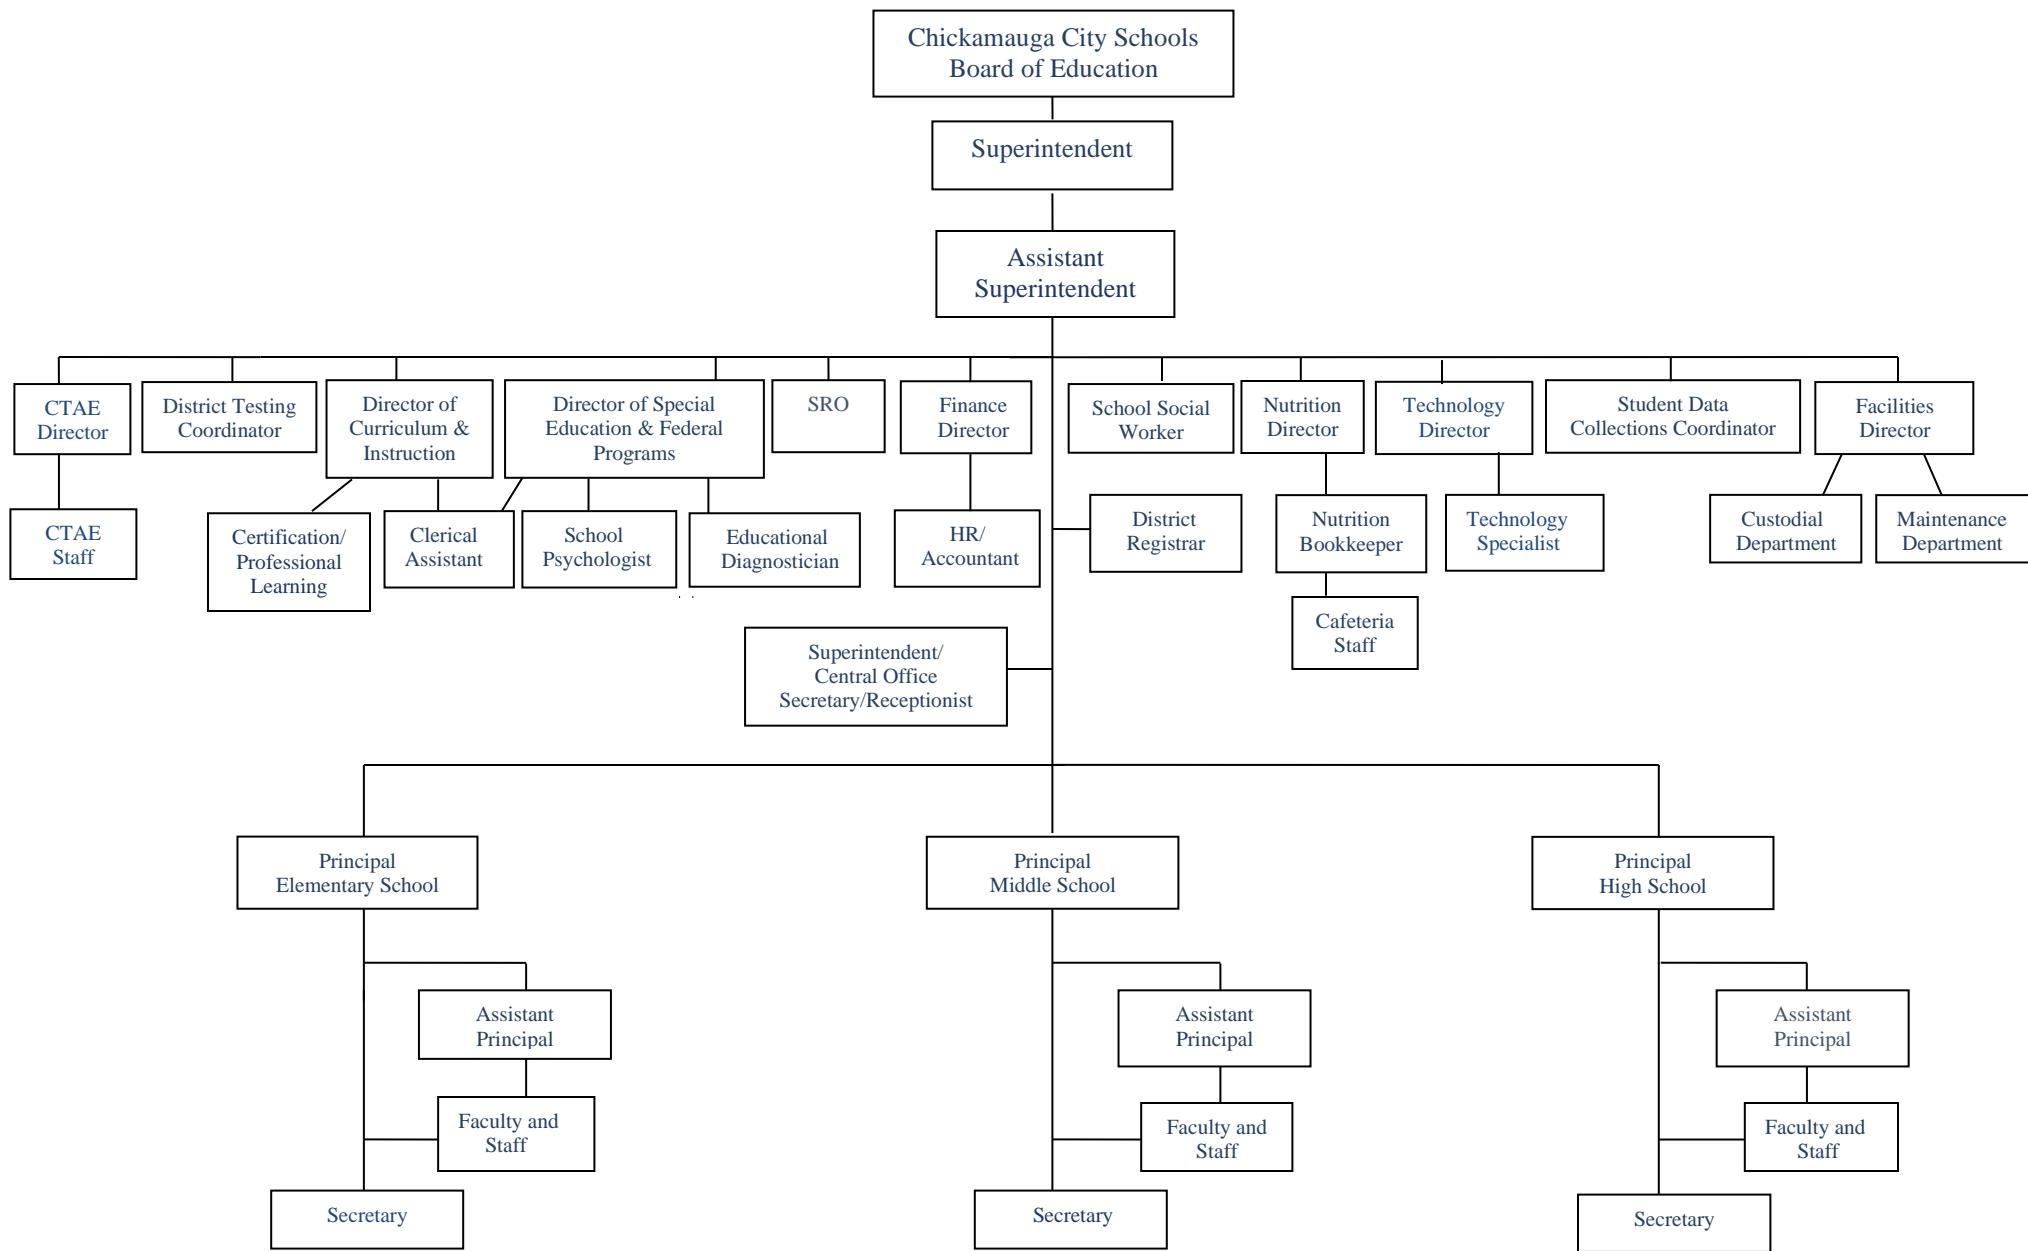 Chickamauga City Schools
Board of Education
Superintendent
Assistant
Superintendent
CTAE
Director
District Testing
Coordinator
Director of
Curriculum &
Instruction
Director of Special
Education & Federal
Programs
SRO
Finance
Director
School Social
Worker
Nutrition
Director
Technology
Director
Student Data
Collections Coordinator
Facilities
Director
CTAE
Staff
Certification/
Professional
Learning
Clerical
Assistant
School
Psychologist
Educational
Diagnostician
HR/
Accountant
District
Registrar
Nutrition
Bookkeeper
Technology
Specialist
Custodial
Department
Maintenance
Department
Cafeteria
Staff
Superintendent/
Central Office
Secretary/Receptionist
Principal
Elementary School
Principal
Middle School
Principal
High School
Assistant
Principal
Assistant
Principal
Assistant
Principal
Faculty and
Staff
Faculty and
Staff
Faculty and
Staff
Secretary
Secretary
Secretary